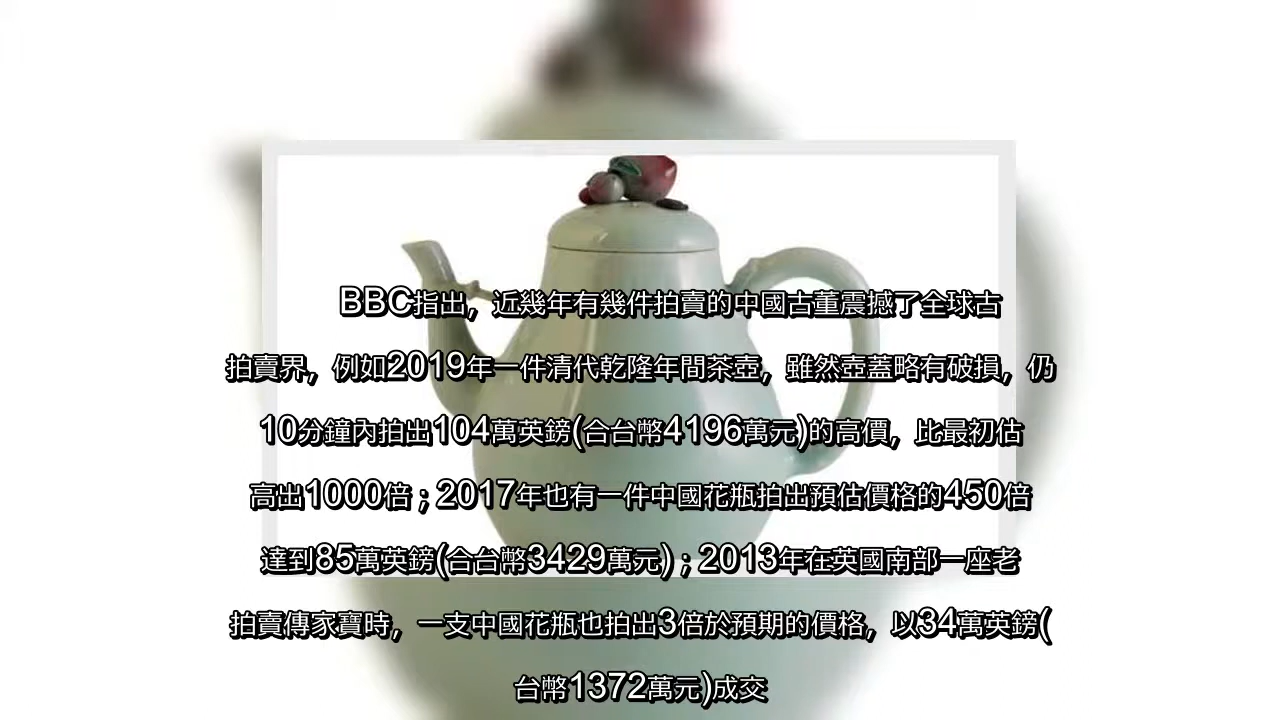 BBC指出，近幾年有幾件拍賣的中國古董震撼了全球古
拍賣界，例如2019年一件清代乾隆年間茶壺，雖然壺蓋略有破損，仍
10分鐘內拍出104萬英鎊(合台幣4196萬元)的高價，比最初估
高出1000倍；2017年也有一件中國花瓶拍出預估價格的450倍
達到85萬英鎊(合台幣3429萬元)；2013年在英國南部一座老
拍賣傳家寶時，一支中國花瓶也拍出3倍於預期的價格，以34萬英鎊(
台幣1372萬元)成交